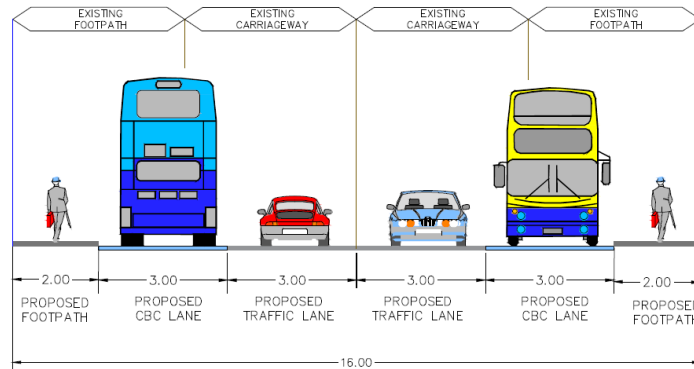 EXISTING
FOOTPATH
EXISTING
CARRIAGEWAY
EXISTING
CARRIAGEWAY
EXISTING
FOOTPATH
2.00
3.00
3.00
3.00
3.00
2.00
PROPOSED
FOOTPATH
PROPOSED
CBC LANE
PROPOSED
TRAFFIC LANE
PROPOSED
TRAFFIC LANE
PROPOSED
CBC LANE
PROPOSED
FOOTPATH
16.00